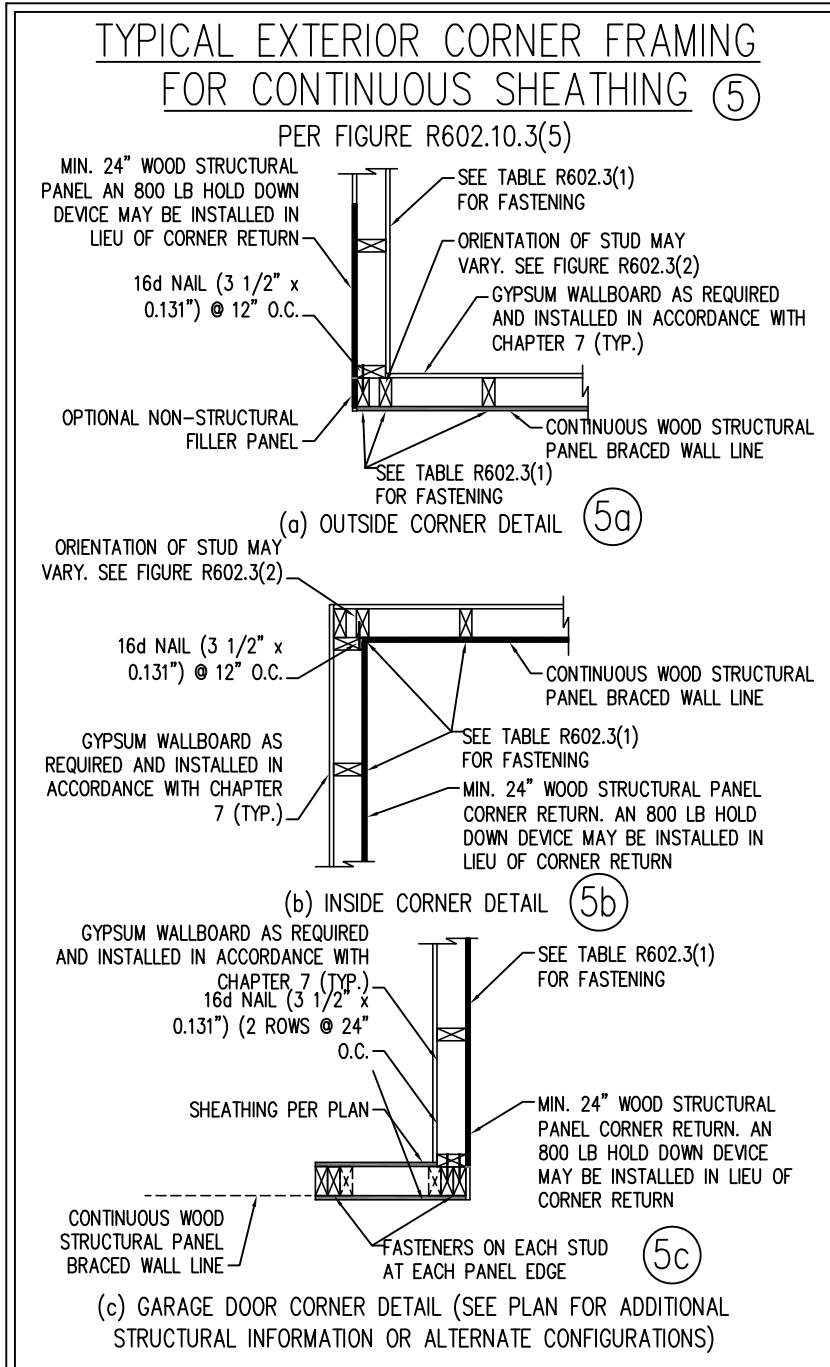 TYPICAL EXTERIOR CORNER FRAMING
FOR CONTINUOUS SHEATHING 5
PER FIGURE R602.10.3(5)
MIN. 24" WOOD STRUCTURAL
PANEL AN 800 LB HOLD DOWN
DEVICE MAY BE INSTALLED IN
LIEU OF CORNER RETURN
SEE TABLE R602.3(1)
FOR FASTENING
ORIENTATION OF STUD MAY
VARY. SEE FIGURE R602.3(2)
16d NAIL (3 1/2" x
0.131") @ 12" O.C.
GYPSUM WALLBOARD AS REQUIRED
AND INSTALLED IN ACCORDANCE WITH
CHAPTER 7 (TYP.)
OPTIONAL NON-STRUCTURAL
FILLER PANEL
CONTINUOUS WOOD STRUCTURAL
PANEL BRACED WALL LINE
SEE TABLE R602.3(1)
FOR FASTENING
(a) OUTSIDE CORNER DETAIL 5a
ORIENTATION OF STUD MAY
VARY. SEE FIGURE R602.3(2)
16d NAIL (3 1/2" x
0.131") @ 12" O.C.
CONTINUOUS WOOD STRUCTURAL
PANEL BRACED WALL LINE
GYPSUM WALLBOARD AS
REQUIRED AND INSTALLED IN
ACCORDANCE WITH CHAPTER
7 (TYP.)
SEE TABLE R602.3(1)
FOR FASTENING
MIN. 24" WOOD STRUCTURAL PANEL
CORNER RETURN. AN 800 LB HOLD
DOWN DEVICE MAY BE INSTALLED IN
LIEU OF CORNER RETURN
(b) INSIDE CORNER DETAIL 5b
GYPSUM WALLBOARD AS REQUIRED
AND INSTALLED IN ACCORDANCE WITH
CHAPTER 7 (TYP.)
16d NAIL (3 1/2" x
0.131") (2 ROWS @ 24"
O.C.
SEE TABLE R602.3(1)
FOR FASTENING
SHEATHING PER PLAN
MIN. 24" WOOD STRUCTURAL
PANEL CORNER RETURN. AN
800 LB HOLD DOWN DEVICE
MAY BE INSTALLED IN LIEU OF
CORNER RETURN
CONTINUOUS WOOD
STRUCTURAL PANEL
BRACED WALL LINE
FASTENERS ON EACH STUD
AT EACH PANEL EDGE
5c
(c) GARAGE DOOR CORNER DETAIL (SEE PLAN FOR ADDITIONAL
STRUCTURAL INFORMATION OR ALTERNATE CONFIGURATIONS)